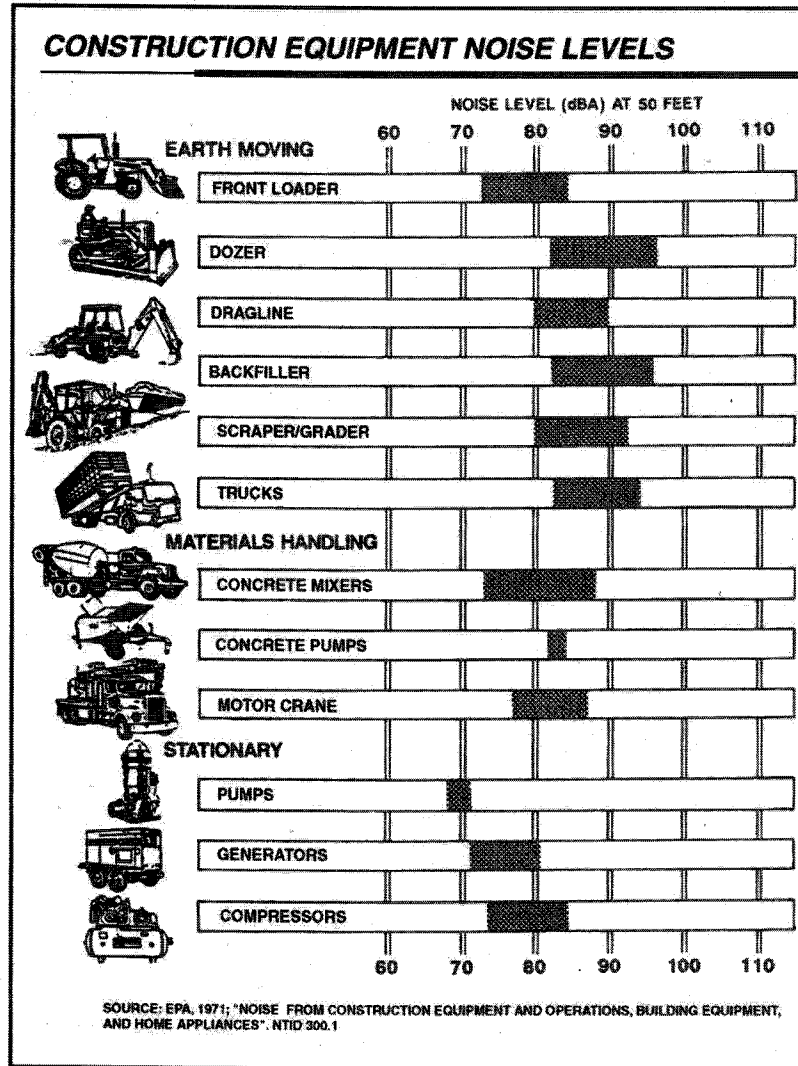 CONSTRUCTION EQUIPMENT NOISE LEVELS
NOISE LEVEL (dBA) AT 50 FEET
60 70 80 90 100 110
EARTH MOVING
FRONT LOADER
DOZER
DRAGLINE
BACKFILLER
SCRAPER/GRADER
TRUCKS
MATERIALS HANDLING
CONCRETE MIXERS
CONCRETE PUMPS
MOTOR CRANE
STATIONARY
PUMPS
GENERATORS
COMPRESSORS
60 70 80 90 100 110
SOURCE: EPA, 1971; "NOISE FROM CONSTRUCTION EQUIPMENT AND OPERATIONS, BUILDING EQUIPMENT,
AND HOME APPLIANCES". NTID 300.1